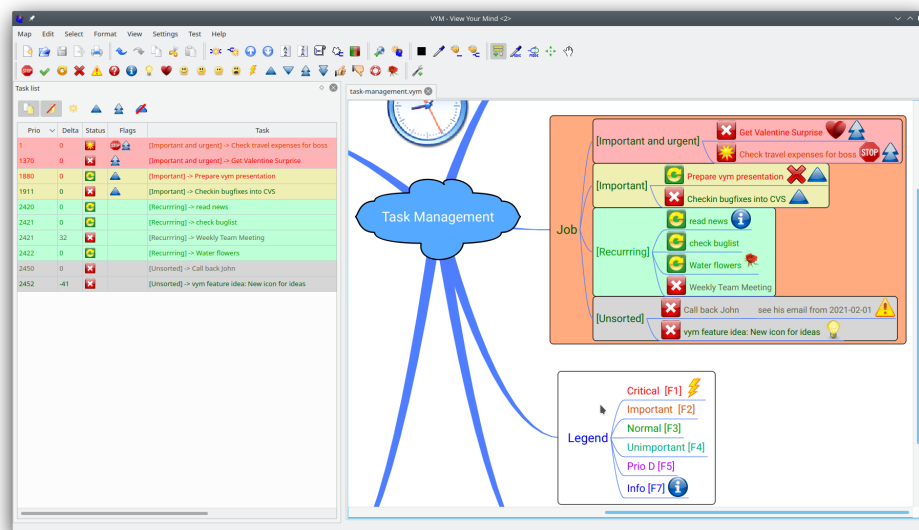 VYM - View Your Mind <2>
Map Edit Select Format View Settings Test Help
Task list
task-management.vym
Prio Delta Status Flags Task
1 0 STOP [Important and urgent] -> Check travel expenses for boss
1370 0 [Important and urgent] -> Get Valentine Surprise
1880 0 [Important] -> Prepare vym presentation
1911 0 [Important] -> Checkin bugfixes into CVS
2420 0 [Recurrring] -> read news
2421 0 [Recurrring] -> check buglist
2421 32 [Recurrring] -> Weekly Team Meeting
2422 0 [Recurrring] -> Water flowers
2450 0 [Unsorted] -> Call back John
2452 -41 [Unsorted] -> vym feature idea: New icon for ideas
Task Management
Job
[Important and urgent]
Get Valentine Surprise
Check travel expenses for boss STOP
[Important]
Prepare vym presentation
Checkin bugfixes into CVS
[Recurrring]
read news
check buglist
Water flowers
Weekly Team Meeting
[Unsorted]
Call back John see his email from 2021-02-01
vym feature idea: New icon for ideas
Legend
Critical [F1]
Important [F2]
Normal [F3]
Unimportant [F4]
Prio D [F5]
Info [F7]